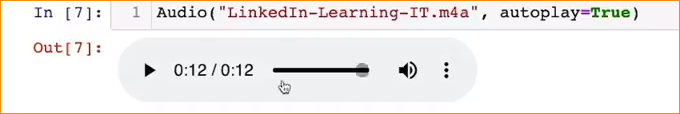 In [7]: 1 Audio("LinkedIn-Learning-IT.m4a", autoplay=True)
Out[7]:
0:12 / 0:12